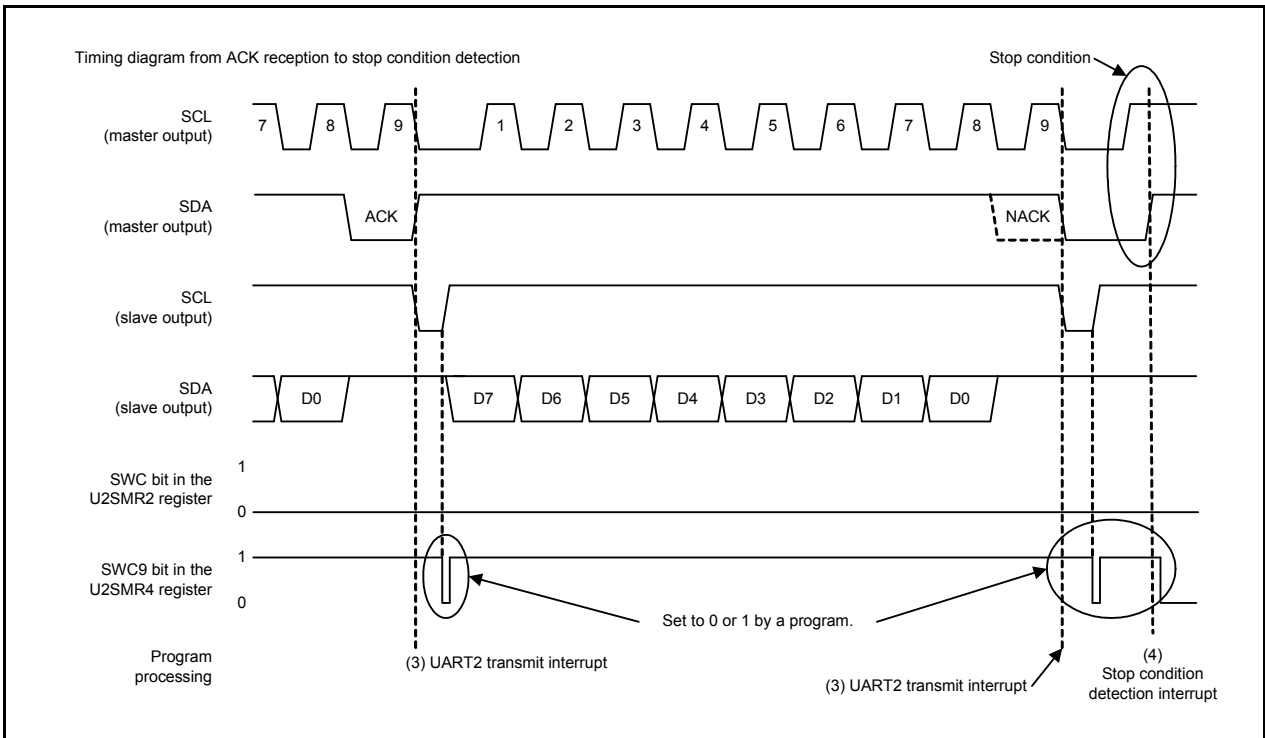 Timing diagram from ACK reception to stop condition detection
Stop condition
SCL
(master output)
7 8 9 1 2 3 4 5 6 7 8 9
SDA
(master output)
ACK
NACK
SCL
(slave output)
SDA
(slave output)
D0 D7 D6 D5 D4 D3 D2 D1 D0
SWC bit in the
U2SMR2 register
1
0
SWC9 bit in the
U2SMR4 register
1
0
Set to 0 or 1 by a program.
Program
processing
(3) UART2 transmit interrupt
(3) UART2 transmit interrupt
(4)
Stop condition
detection interrupt